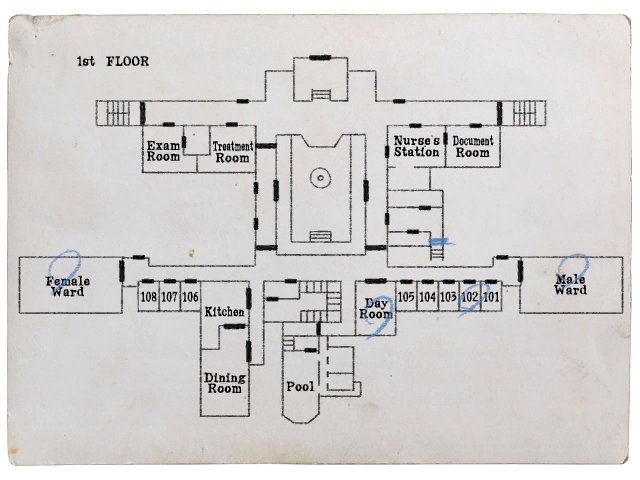 1st FLOOR
Exam
Room
Treatment
Room
Nurse's
Station
Document
Room
Female
Ward
108
107
106
Kitchen
Day
Room
105
104
103
102
101
Male
Ward
Dining
Room
Pool